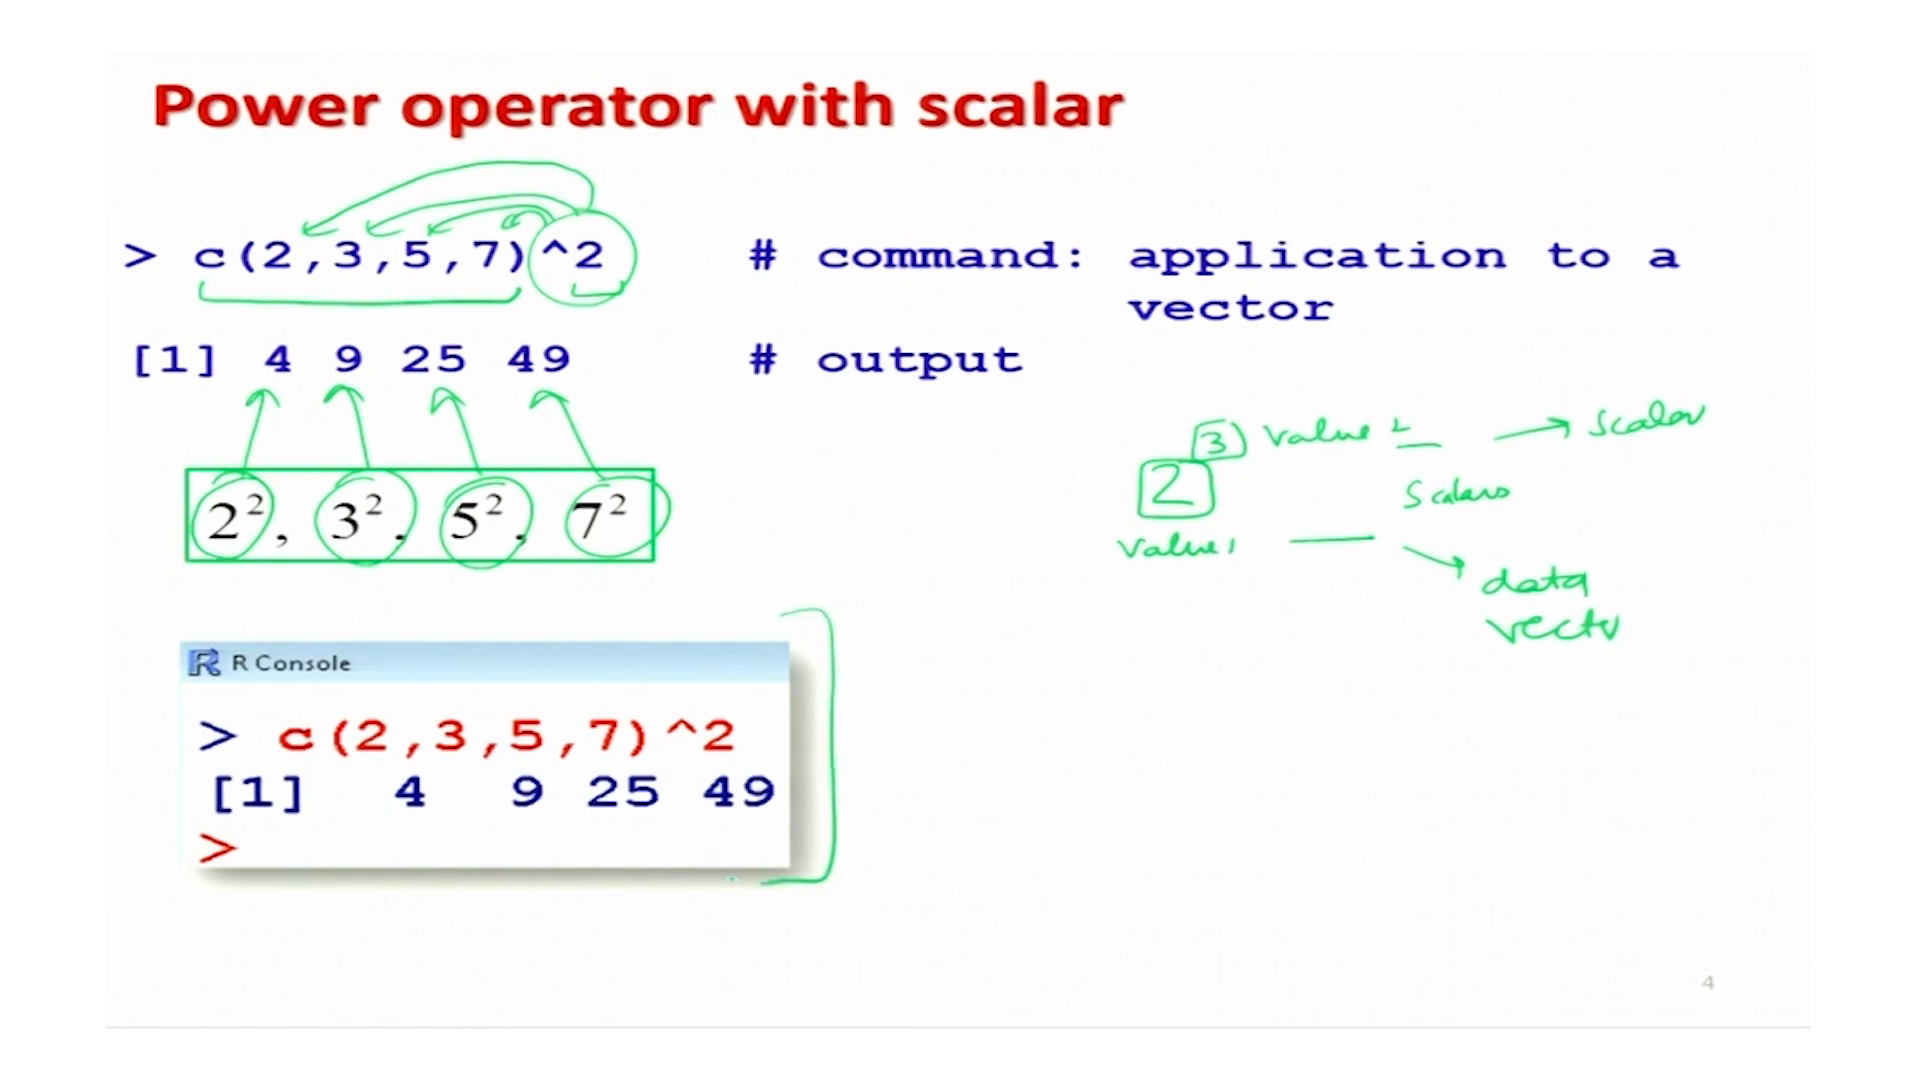 Power operator with scalar
> c(2,3,5,7)^2 # command: application to a
vector
[1] 4 9 25 49 # output
3 value 2 → scalar
2 scalars
value 1
data
vector
2², 3², 5², 7²
R Console
> c(2,3,5,7)^2
[1] 4 9 25 49
>
4